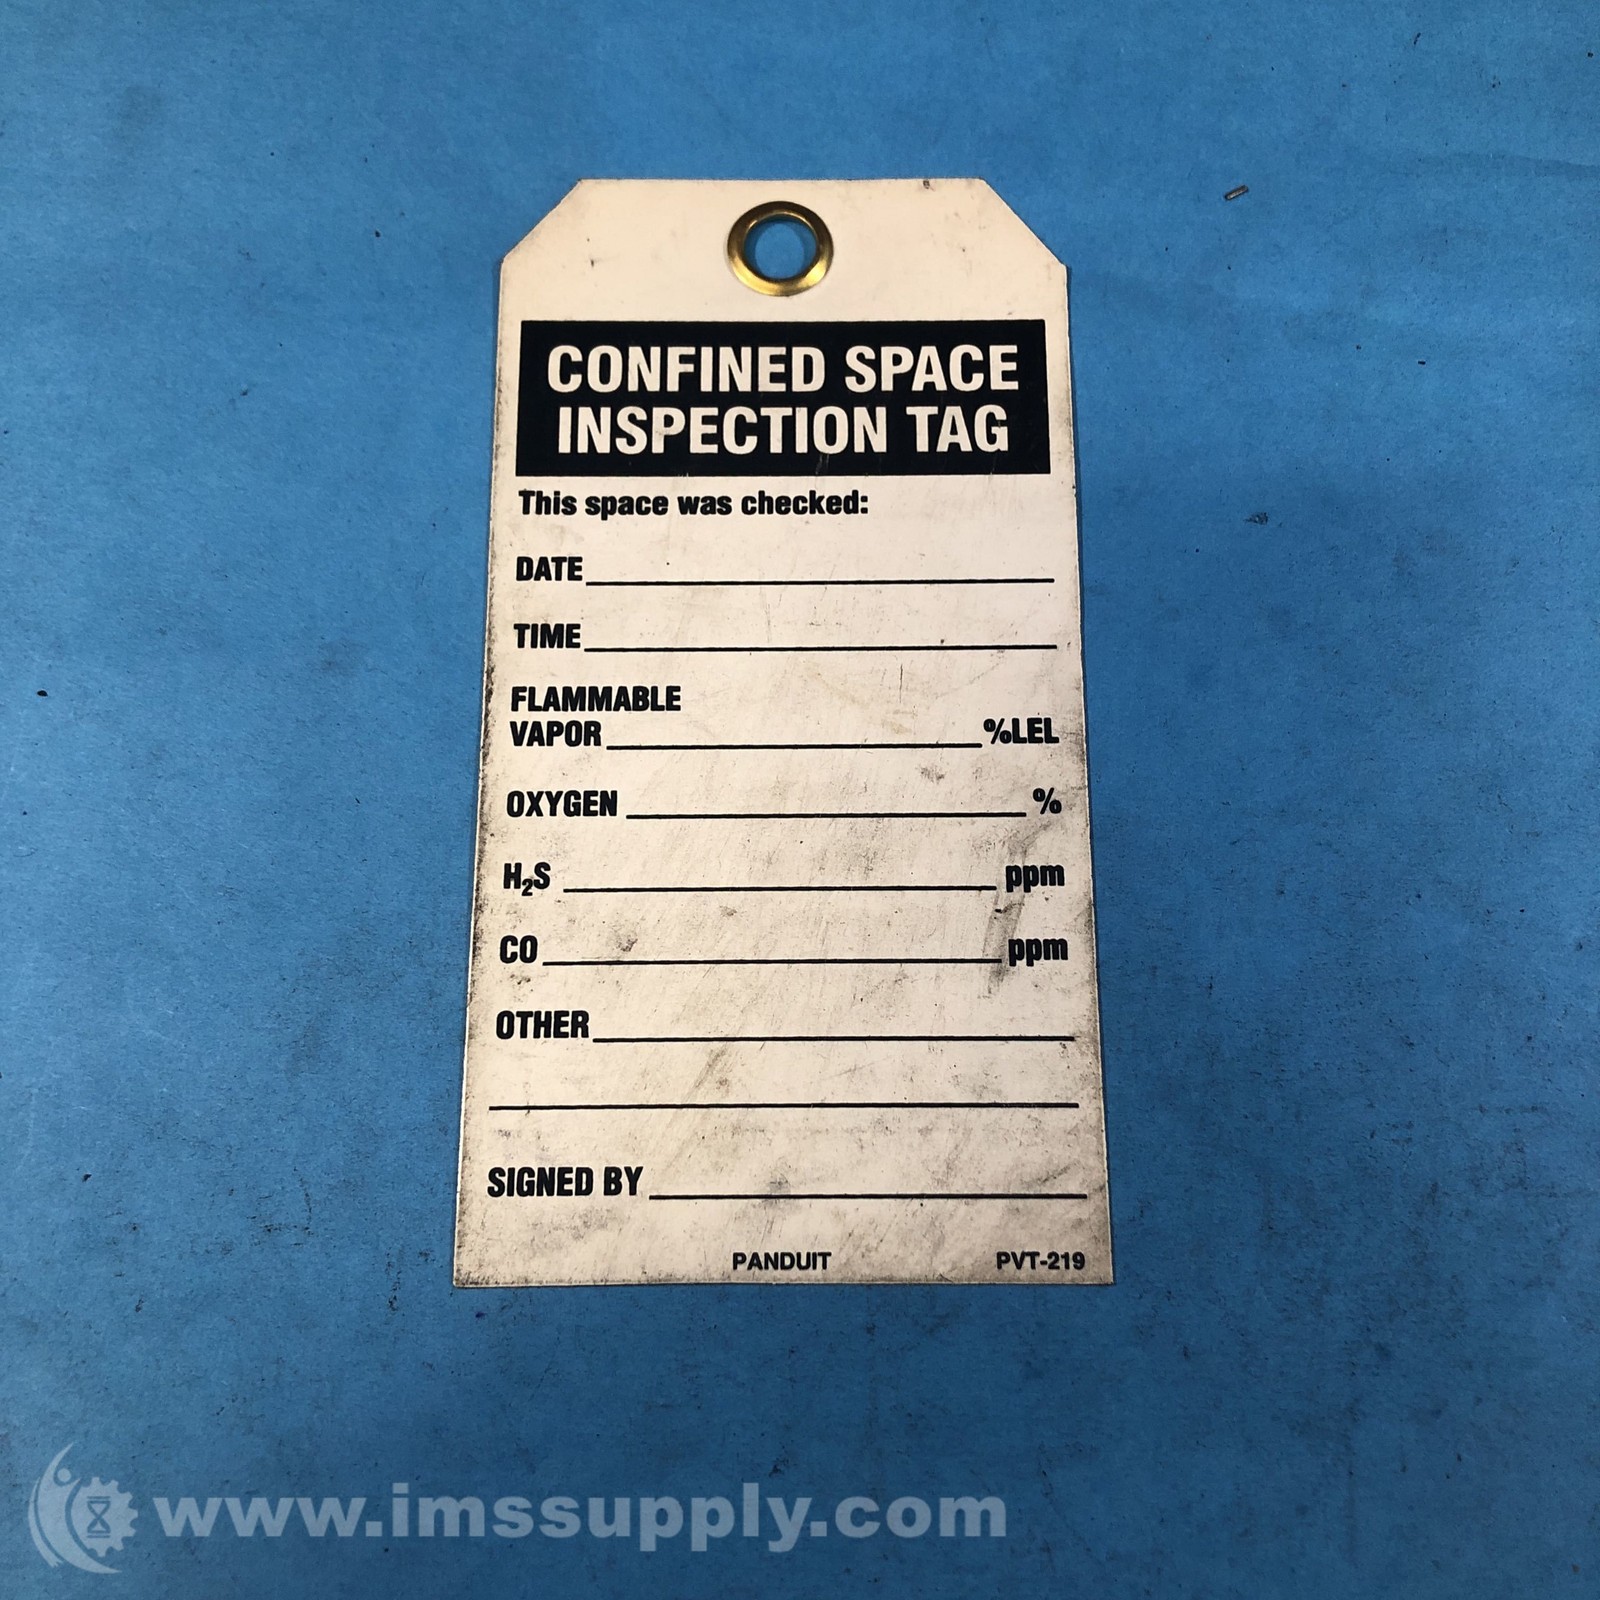 CONFINED SPACE
INSPECTION TAG
This space was checked:
DATE
TIME
FLAMMABLE
VAPOR %LEL
OXYGEN %
H₂S ppm
CO ppm
OTHER
SIGNED BY
PANDUIT PVT-219
www.imssupply.com